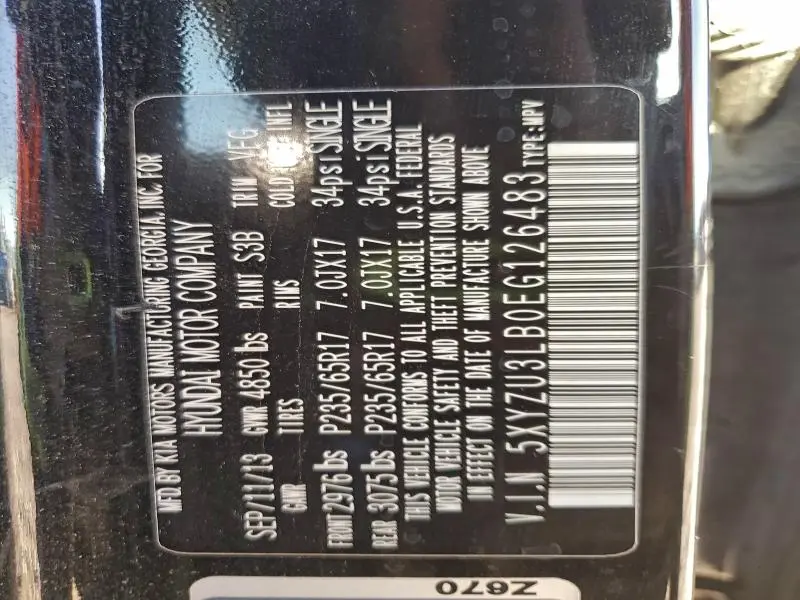 MFD. BY KIA MOTORS MANUFACTURING GEORGIA, INC. FOR
HYUNDAI MOTOR COMPANY
SEP/11/13 GVWR 4850 lbs PAINT S3B TRIM VFG
GAWR TIRES RIMS COLD INFL
FRONT 2976 lbs P235/65R17 7.0JX17 34psi SINGLE
REAR 3075 lbs P235/65R17 7.0JX17 34psi SINGLE
THIS VEHICLE CONFORMS TO ALL APPLICABLE U.S.A. FEDERAL
MOTOR VEHICLE SAFETY AND THEFT PREVENTION STANDARDS
IN EFFECT ON THE DATE OF MANUFACTURE SHOWN ABOVE
V.I.N 5XYZU3LB0EG126483 TYPE:MPV
Z670